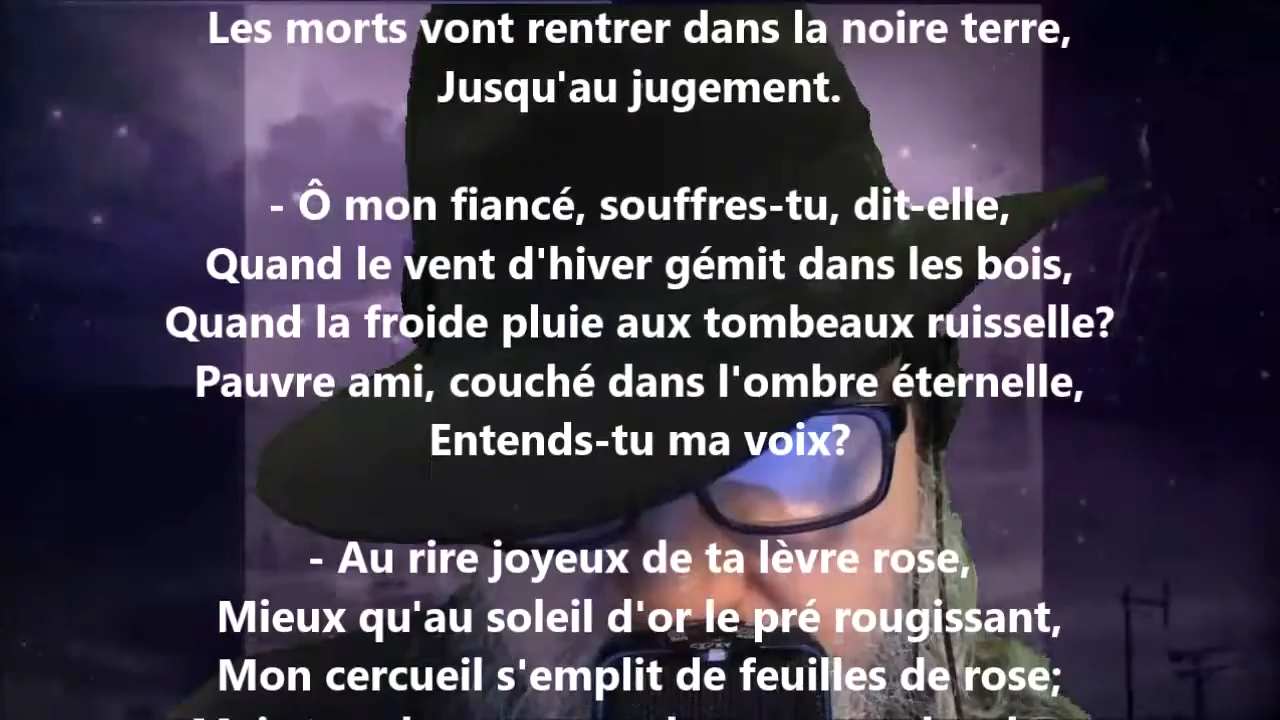 Les morts vont rentrer dans la noire terre,
Jusqu'au jugement.
- Ô mon fiancé, souffres-tu, dit-elle,
Quand le vent d'hiver gémit dans les bois,
Quand la froide pluie aux tombeaux ruisselle?
Pauvre ami, couché dans l'ombre éternelle,
Entends-tu ma voix?
- Au rire joyeux de ta lèvre rose,
Mieux qu'au soleil d'or le pré rougissant,
Mon cercueil s'emplit de feuilles de rose;